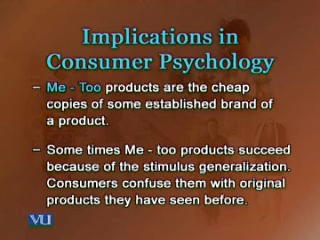 Implications in
Consumer Psychology
– Me - Too products are the cheap
copies of some established brand of
a product.
– Some times Me - too products succeed
because of the stimulus generalization.
Consumers confuse them with original
products they have seen before.
VU